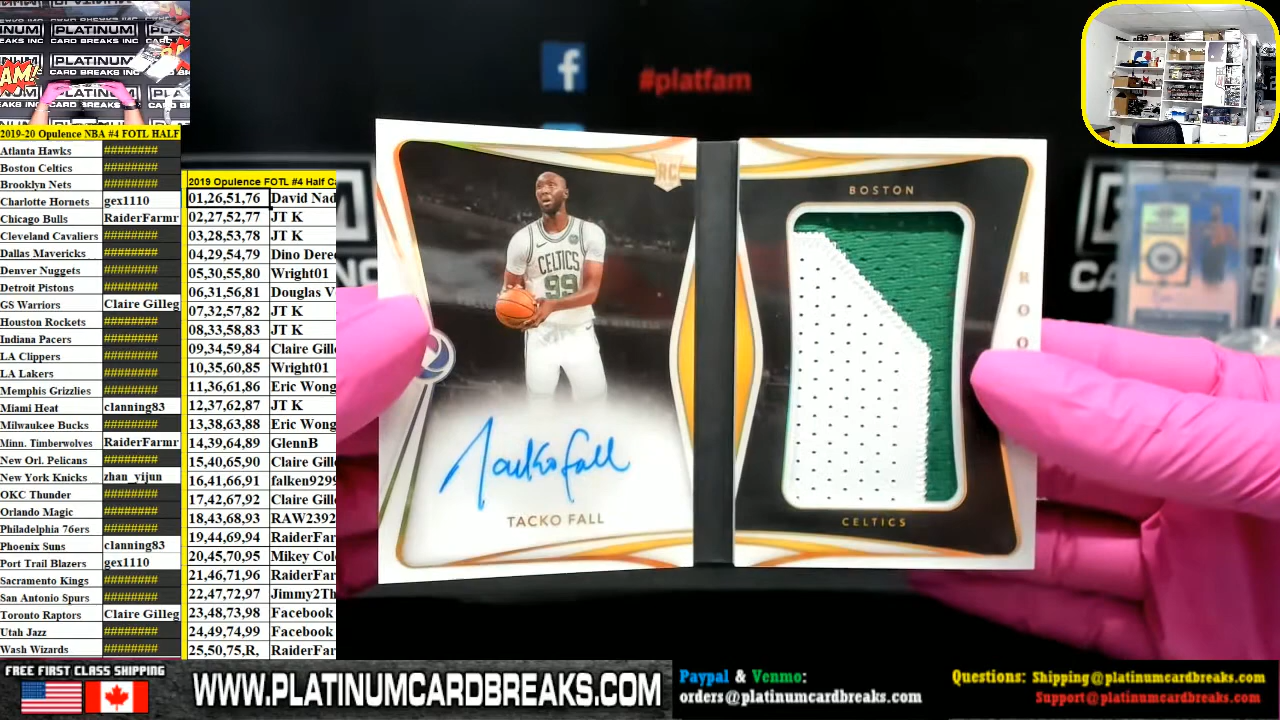 PLATINUM
CARD BREAKS INC
AM!
2019-20 Opulence NBA #4 FOTL HALF
Atlanta Hawks ########
Boston Celtics ########
Brooklyn Nets ########
Charlotte Hornets gex1110
Chicago Bulls RaiderFarmr
Cleveland Cavaliers ########
Dallas Mavericks ########
Denver Nuggets ########
Detroit Pistons ########
GS Warriors Claire Gilleg
Houston Rockets ########
Indiana Pacers ########
LA Clippers ########
LA Lakers ########
Memphis Grizzlies ########
Miami Heat clanning83
Milwaukee Bucks ########
Minn. Timberwolves RaiderFarmr
New Orl. Pelicans ########
New York Knicks zhan_yijun
OKC Thunder ########
Orlando Magic ########
Philadelphia 76ers ########
Phoenix Suns clanning83
Port Trail Blazers gex1110
Sacramento Kings ########
San Antonio Spurs ########
Toronto Raptors Claire Gilleg
Utah Jazz ########
Wash Wizards ########
2019 Opulence FOTL #4 Half Ca
01,26,51,76 David Nad
02,27,52,77 JT K
03,28,53,78 JT K
04,29,54,79 Dino Dere
05,30,55,80 Wright01
06,31,56,81 Douglas V
07,32,57,82 JT K
08,33,58,83 JT K
09,34,59,84 Claire Gille
10,35,60,85 Wright01
11,36,61,86 Eric Wong
12,37,62,87 JT K
13,38,63,88 Eric Wong
14,39,64,89 GlennB
15,40,65,90 Claire Gille
16,41,66,91 falken9299
17,42,67,92 Claire Gille
18,43,68,93 RAW2392
19,44,69,94 RaiderFar
20,45,70,95 Mikey Col
21,46,71,96 RaiderFar
22,47,72,97 Jimmy2Th
23,48,73,98 Facebook
24,49,74,99 Facebook
25,50,75,R, RaiderFar
f
#platfam
RC
CELTICS
99
Tacko Fall
TACKO FALL
BOSTON
CELTICS
R
O
O
FREE FIRST CLASS SHIPPING
WWW.PLATINUMCARDBREAKS.COM
Paypal & Venmo:
orders@platinumcardbreaks.com
Questions: Shipping@platinumcardbreaks.com
Support@platinumcardbreaks.com